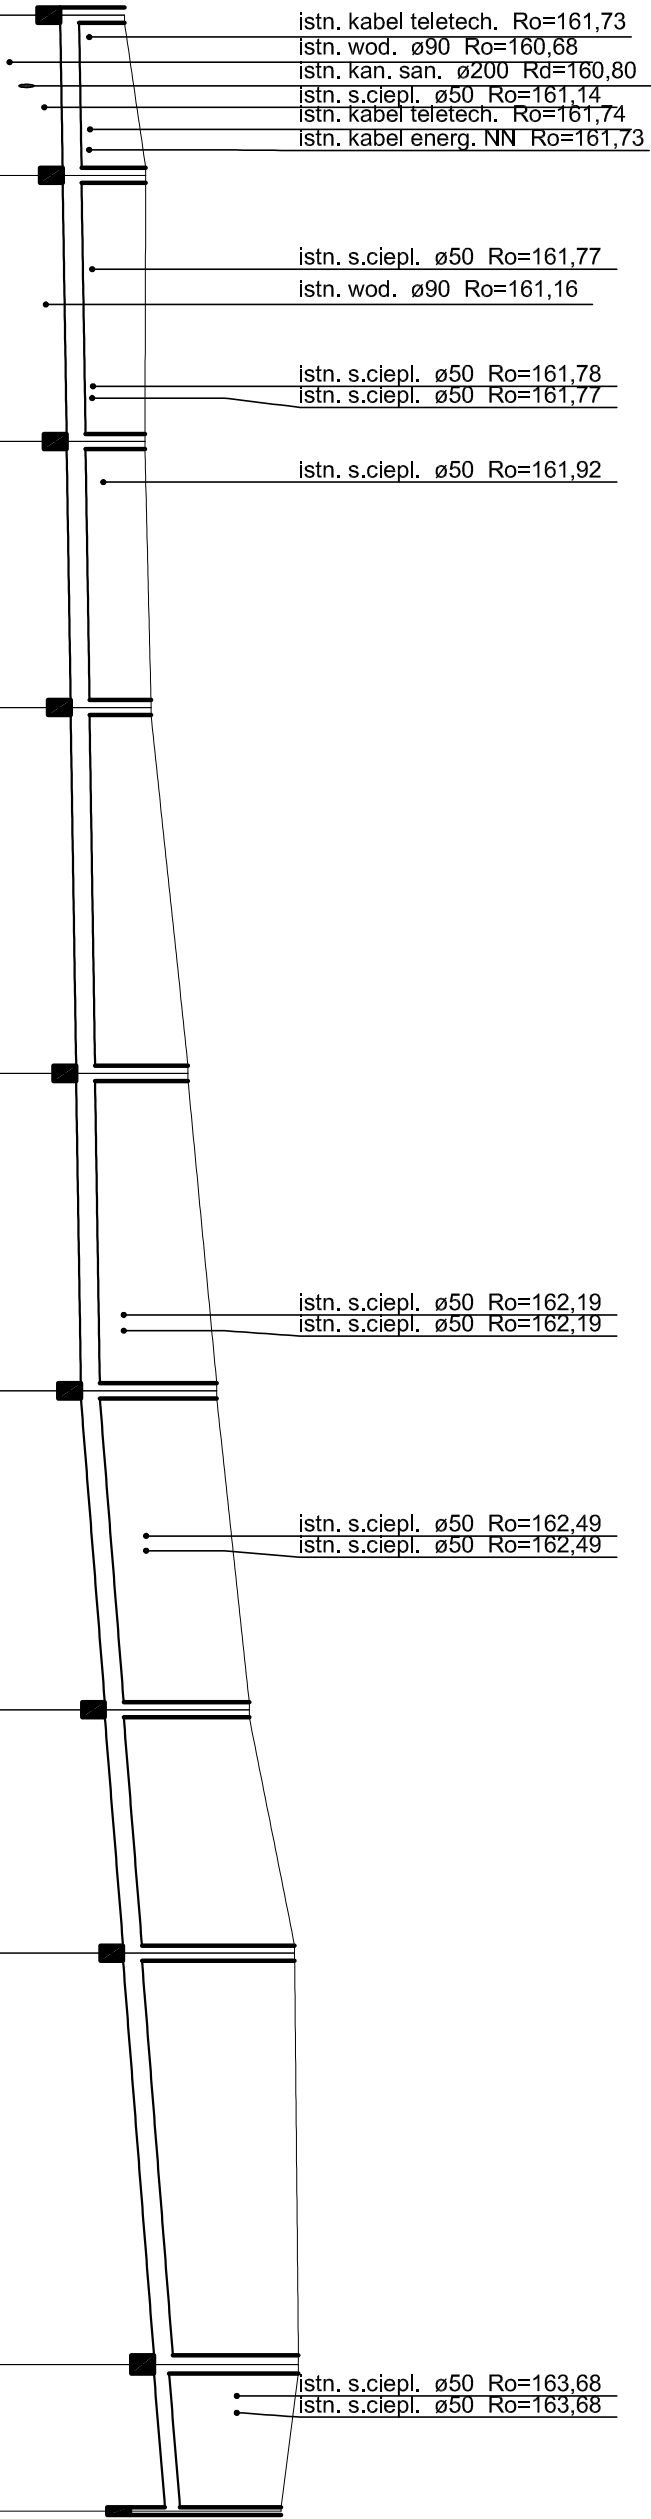 istn. kabel teletech. Ro=161,73
istn. wod. ø90 Ro=160,68
istn. kan. san. ø200 Rd=160,80
istn. s.ciepl. ø50 Ro=161,14
istn. kabel teletech. Ro=161,74
istn. kabel energ. NN Ro=161,73
istn. s.ciepl. ø50 Ro=161,77
istn. wod. ø90 Ro=161,16
istn. s.ciepl. ø50 Ro=161,78
istn. s.ciepl. ø50 Ro=161,77
istn. s.ciepl. ø50 Ro=161,92
istn. s.ciepl. ø50 Ro=162,19
istn. s.ciepl. ø50 Ro=162,19
istn. s.ciepl. ø50 Ro=162,49
istn. s.ciepl. ø50 Ro=162,49
istn. s.ciepl. ø50 Ro=163,68
istn. s.ciepl. ø50 Ro=163,68